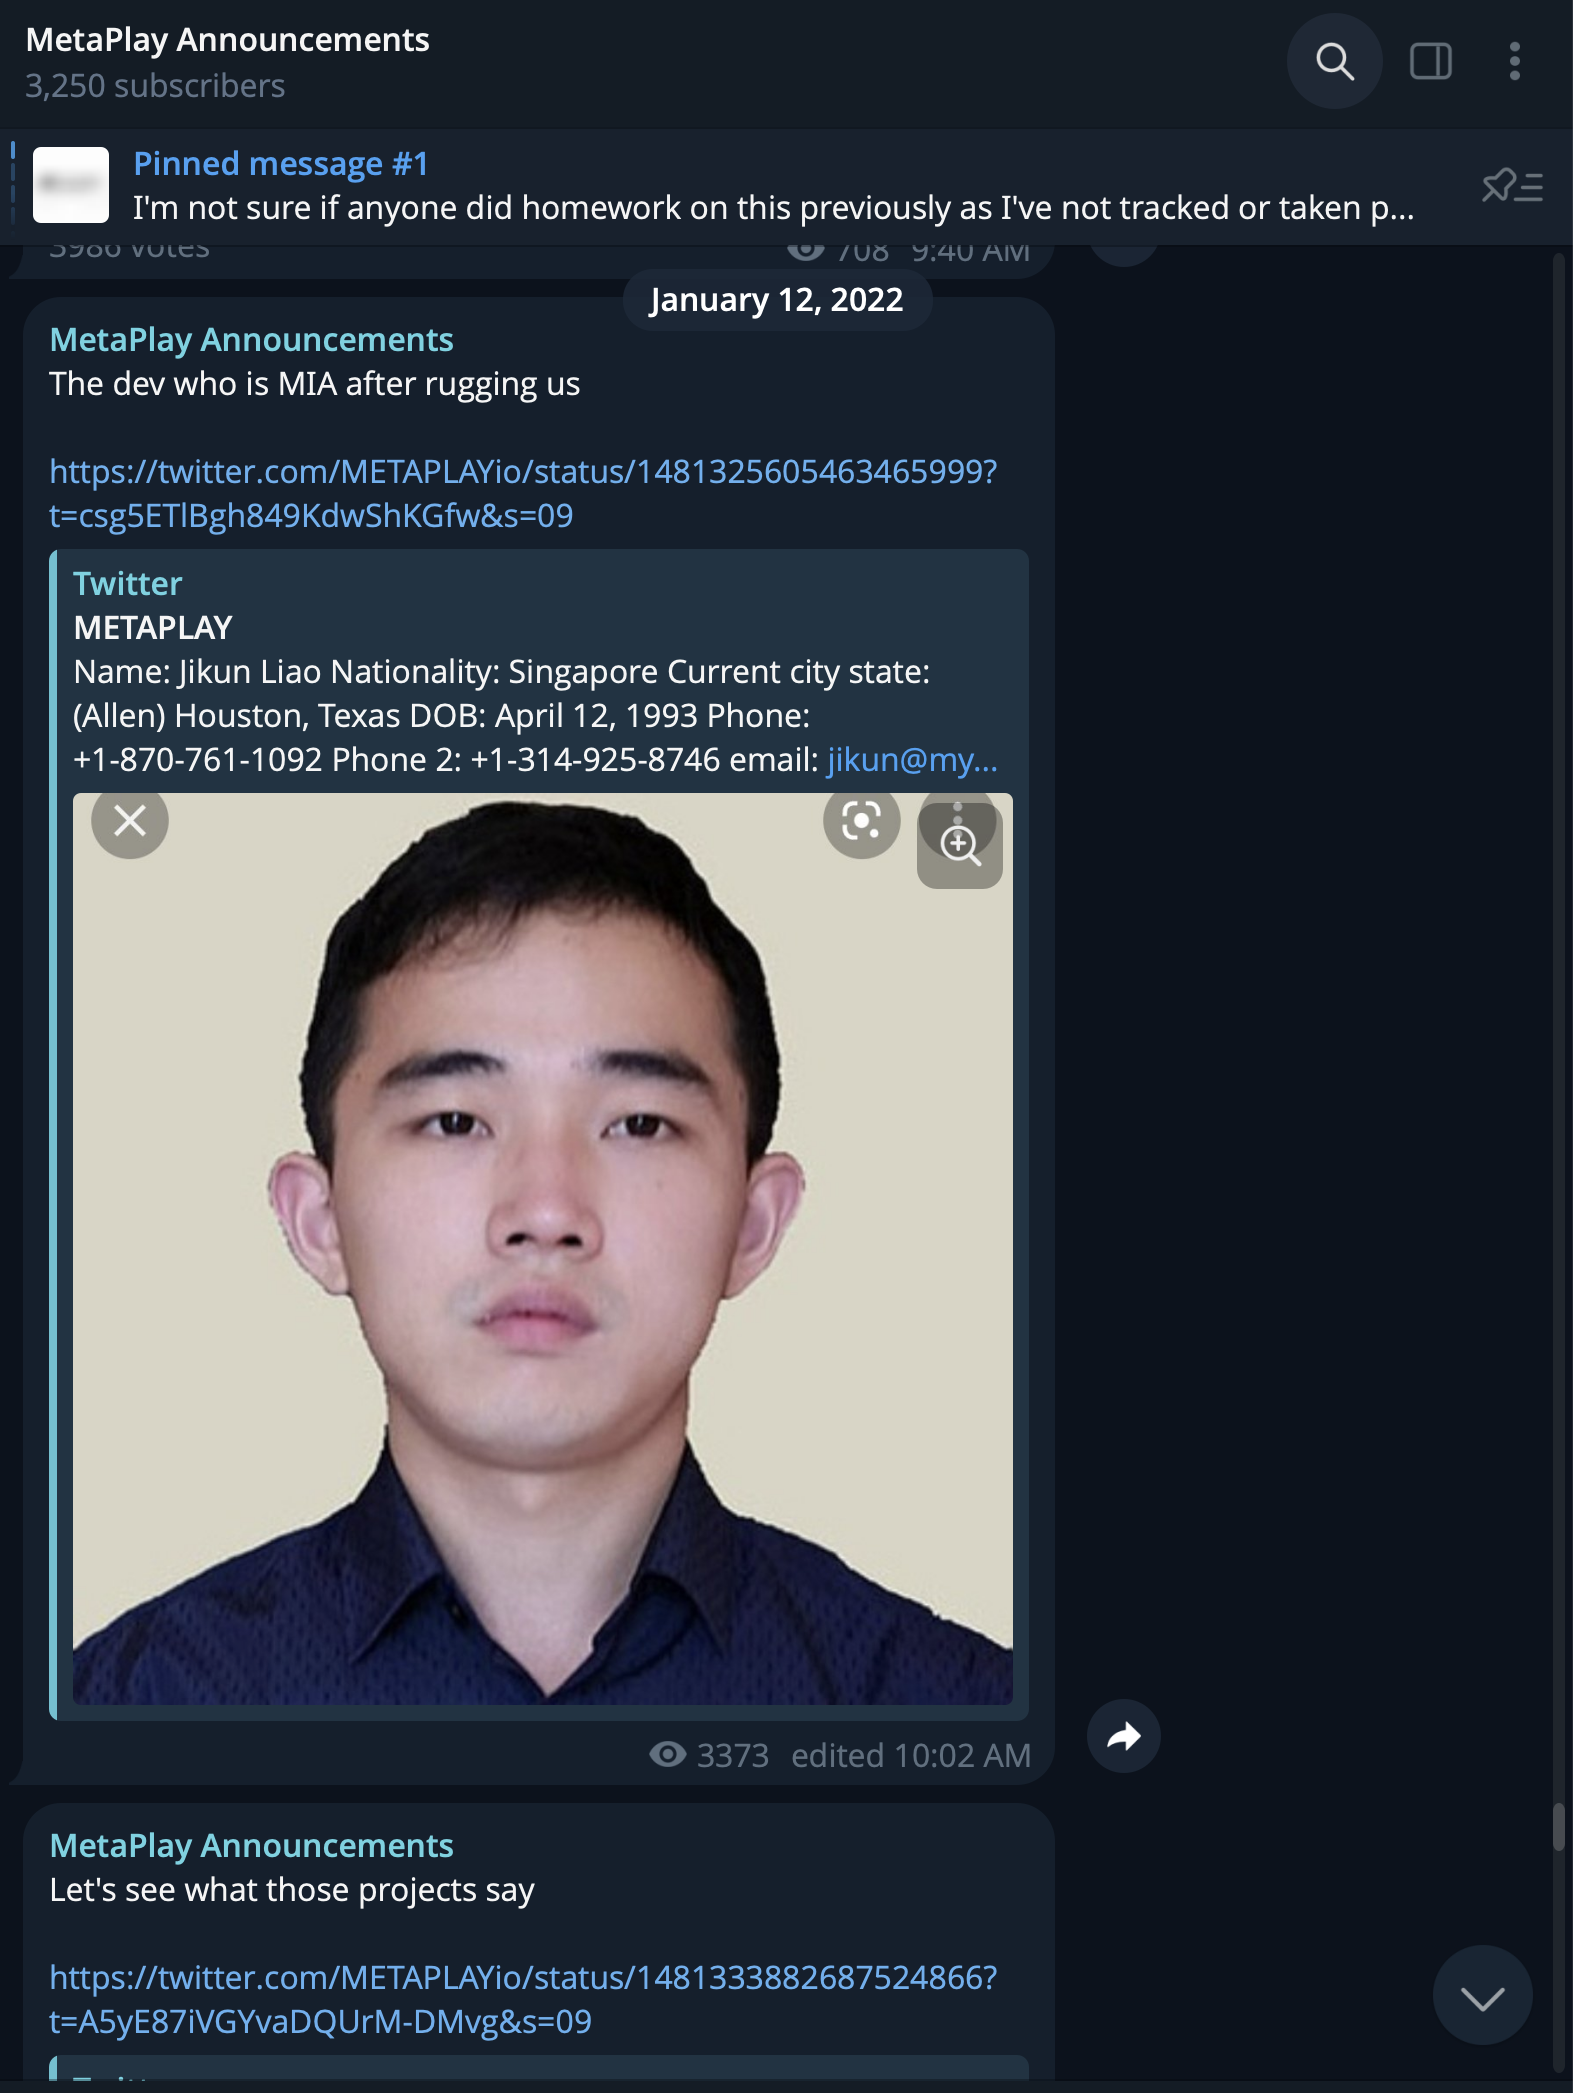 MetaPlay Announcements
3,250 subscribers
Pinned message #1
I'm not sure if anyone did homework on this previously as I've not tracked or taken p...
3986 votes 708 9:40 AM
January 12, 2022
MetaPlay Announcements
The dev who is MIA after rugging us
https://twitter.com/METAPLAYio/status/1481325605463465999?
t=csg5ETlBgh849KdwShKGfw&s=09
Twitter
METAPLAY
Name: Jikun Liao Nationality: Singapore Current city state:
(Allen) Houston, Texas DOB: April 12, 1993 Phone:
+1-870-761-1092 Phone 2: +1-314-925-8746 email: jikun@my...
3373 edited 10:02 AM
MetaPlay Announcements
Let's see what those projects say
https://twitter.com/METAPLAYio/status/1481333882687524866?
t=A5yE87iVGYvaDQUrM-DMvg&s=09